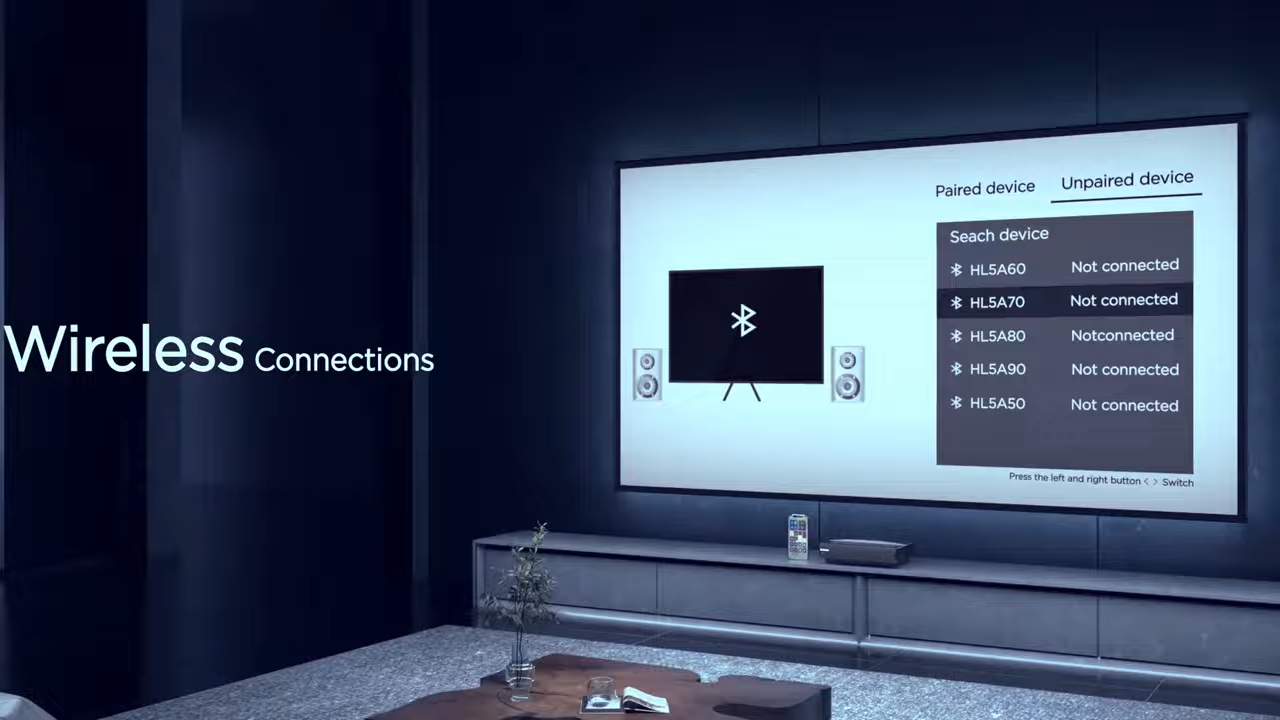 Wireless Connections
Paired device Unpaired device
Seach device
HL5A60 Not connected
HL5A70 Not connected
HL5A80 Notconnected
HL5A90 Not connected
HL5A50 Not connected
Press the left and right button < > Switch